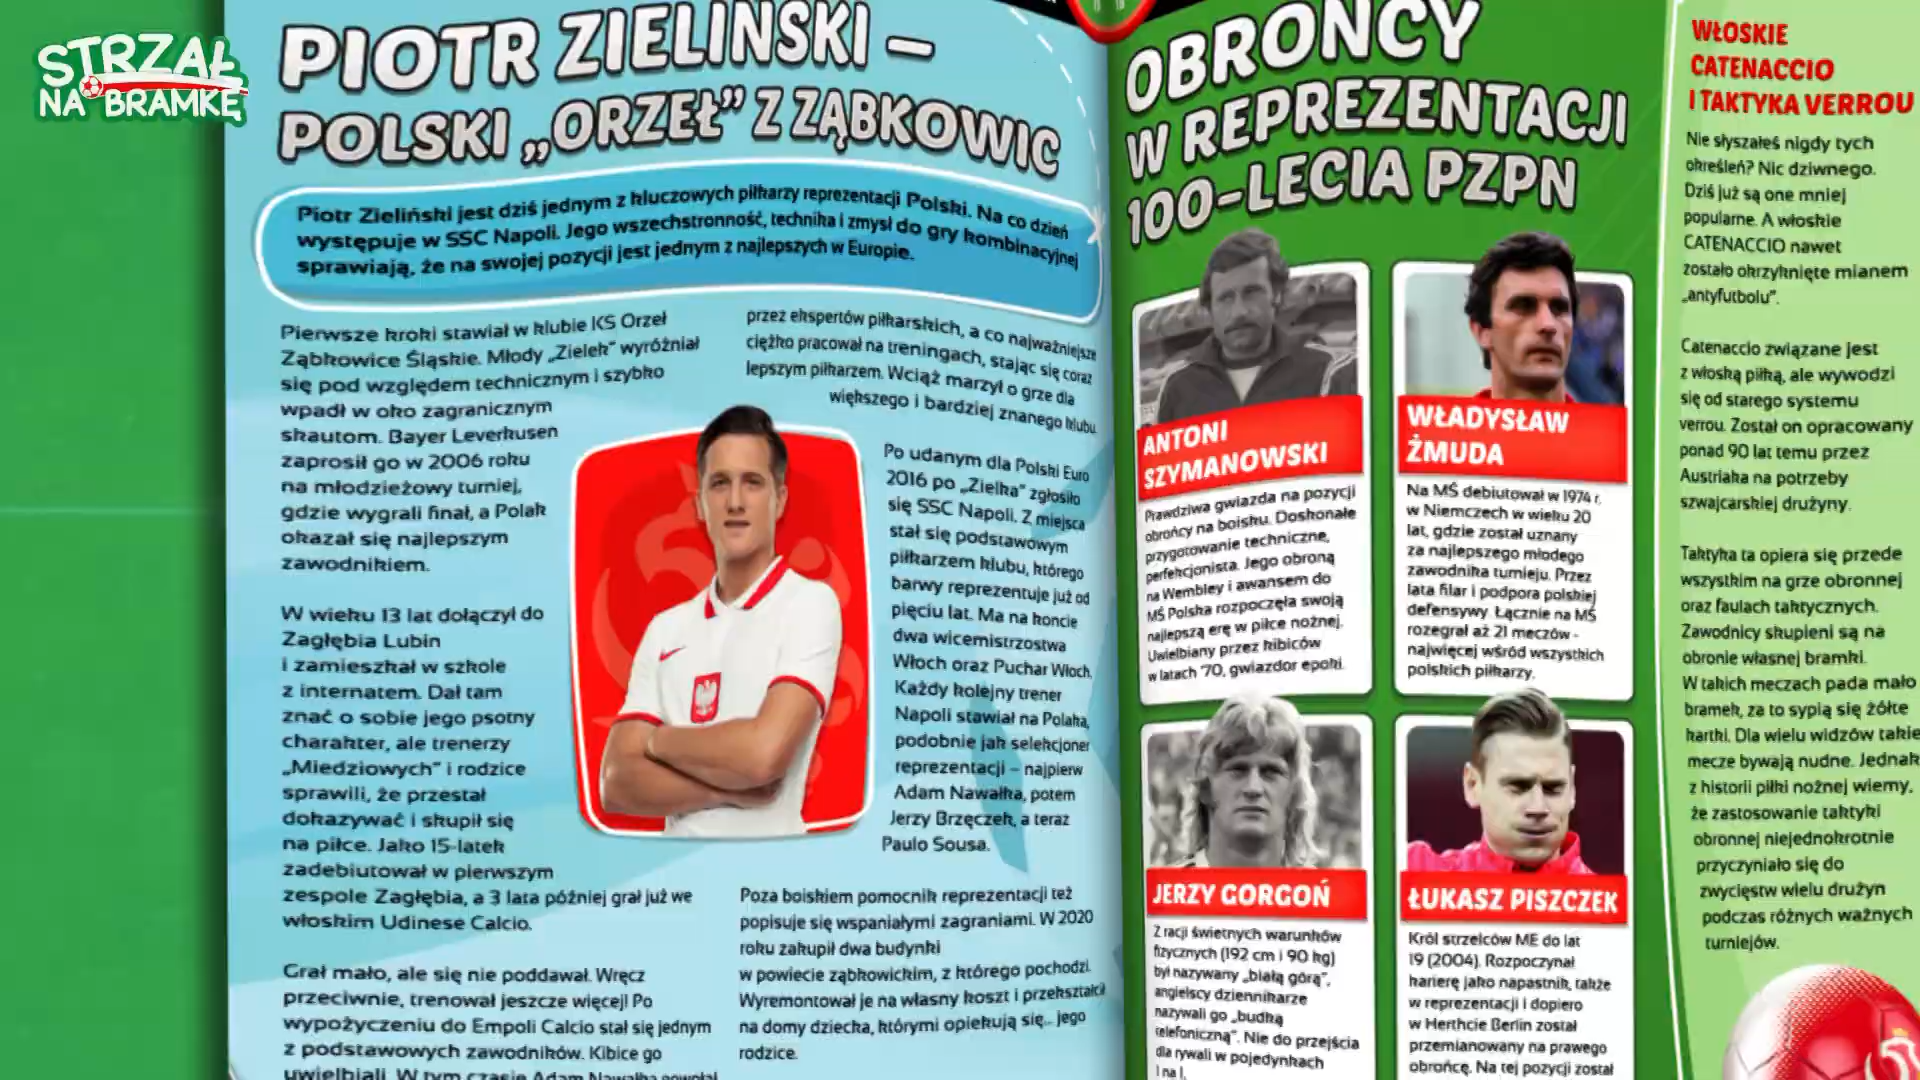 STRZAŁ
NA BRAMKĘ
PIOTR ZIELIŃSKI –
POLSKI „ORZEŁ” Z ZĄBKOWIC
Piotr Zieliński jest dziś jednym z kluczowych piłkarzy reprezentacji Polski. Na co dzień
występuje w SSC Napoli. Jego wszechstronność, technika i zmysł do gry kombinacyjnej
sprawiają, że na swojej pozycji jest jednym z najlepszych w Europie.
Pierwsze kroki stawiał w klubie KS Orzeł
Ząbkowice Śląskie. Młody „Zielek” wyróżniał
się pod względem technicznym i szybko
wpadł w oko zagranicznym
skautom. Bayer Leverkusen
zaprosił go w 2006 roku
na młodzieżowy turniej,
gdzie wygrali finał, a Polak
okazał się najlepszym
zawodnikiem.
W wieku 13 lat dołączył do
Zagłębia Lubin
i zamieszkał w szkole
z internatem. Dał tam
znać o sobie jego psotny
charakter, ale trenerzy
„Miedziowych” i rodzice
sprawili, że przestał
dokazywać i skupił się
na piłce. Jako 15-latek
zadebiutował w pierwszym
zespole Zagłębia, a 3 lata później grał już we
włoskim Udinese Calcio.
Grał mało, ale się nie poddawał. Wręcz
przeciwnie, trenował jeszcze więcej! Po
wypożyczeniu do Empoli Calcio stał się jednym
z podstawowych zawodników. Kibice go
uwielbiali. W tym czasie Adam Nawałka powołał
przez ekspertów piłkarskich, a co najważniejsze
ciężko pracował na treningach, stając się coraz
lepszym piłkarzem. Wciąż marzył o grze dla
większego i bardziej znanego klubu.
Po udanym dla Polski Euro
2016 po „Zielka” zgłosiło
się SSC Napoli. Z miejsca
stał się podstawowym
piłkarzem klubu, którego
barwy reprezentuje już od
pięciu lat. Ma na koncie
dwa wicemistrzostwa
Włoch oraz Puchar Włoch.
Każdy kolejny trener
Napoli stawiał na Polaka,
podobnie jak selekcjoner
reprezentacji – najpierw
Adam Nawałka, potem
Jerzy Brzęczek, a teraz
Paulo Sousa.
Poza boiskiem pomocnik reprezentacji też
popisuje się wspaniałymi zagraniami. W 2020
roku zakupił dwa budynki
w powiecie ząbkowickim, z którego pochodzi.
Wyremontował je na własny koszt i przekształcił
na domy dziecka, którymi opiekują się... jego
rodzice.
OBROŃCY
W REPREZENTACJI
100-LECIA PZPN
ANTONI
SZYMANOWSKI
Prawdziwa gwiazda na pozycji
obrońcy na boisku. Doskonałe
przygotowanie techniczne,
perfekcjonista. Jego obroną
na Wembley i awansem do
MŚ Polska rozpoczęła swoją
najlepszą erę w piłce nożnej.
Uwielbiany przez kibiców
w latach '70, gwiazdor epoki.
WŁADYSŁAW
ŻMUDA
Na MŚ debiutował w 1974 r.
w Niemczech w wieku 20
lat, gdzie został uznany
za najlepszego młodego
zawodnika turnieju. Przez
lata filar i podpora polskiej
defensywy. Łącznie na MŚ
rozegrał aż 21 meczów -
najwięcej wśród wszystkich
polskich piłkarzy.
JERZY GORGOŃ
Z racji świetnych warunków
fizycznych (192 cm i 90 kg)
był nazywany „białą górą”,
angielscy dziennikarze
nazywali go „budką
telefoniczną”. Nie do przejścia
dla rywali w pojedynkach
1 na 1.
ŁUKASZ PISZCZEK
Król strzelców ME do lat
19 (2004). Rozpoczynał
karierę jako napastnik, także
w reprezentacji i dopiero
w Herthcie Berlin został
przemianowany na prawego
obrońcę. Na tej pozycji został
WŁOSKIE
CATENACCIO
I TAKTYKA VERROU
Nie słyszałeś nigdy tych
określeń? Nic dziwnego.
Dziś już są one mniej
popularne. A włoskie
CATENACCIO nawet
zostało okrzyknięte mianem
„antyfutbolu”.
Catenaccio związane jest
z włoską piłką, ale wywodzi
się od starego systemu
verrou. Został on opracowany
ponad 90 lat temu przez
Austriaka na potrzeby
szwajcarskiej drużyny.
Taktyka ta opiera się przede
wszystkim na grze obronnej
oraz faulach taktycznych.
Zawodnicy skupieni są na
obronie własnej bramki.
W takich meczach pada mało
bramek, za to sypią się żółte
kartki. Dla wielu widzów takie
mecze bywają nudne. Jednak
z historii piłki nożnej wiemy,
że zastosowanie taktyki
obronnej niejednokrotnie
przyczyniało się do
zwycięstw wielu drużyn
podczas różnych ważnych
turniejów.